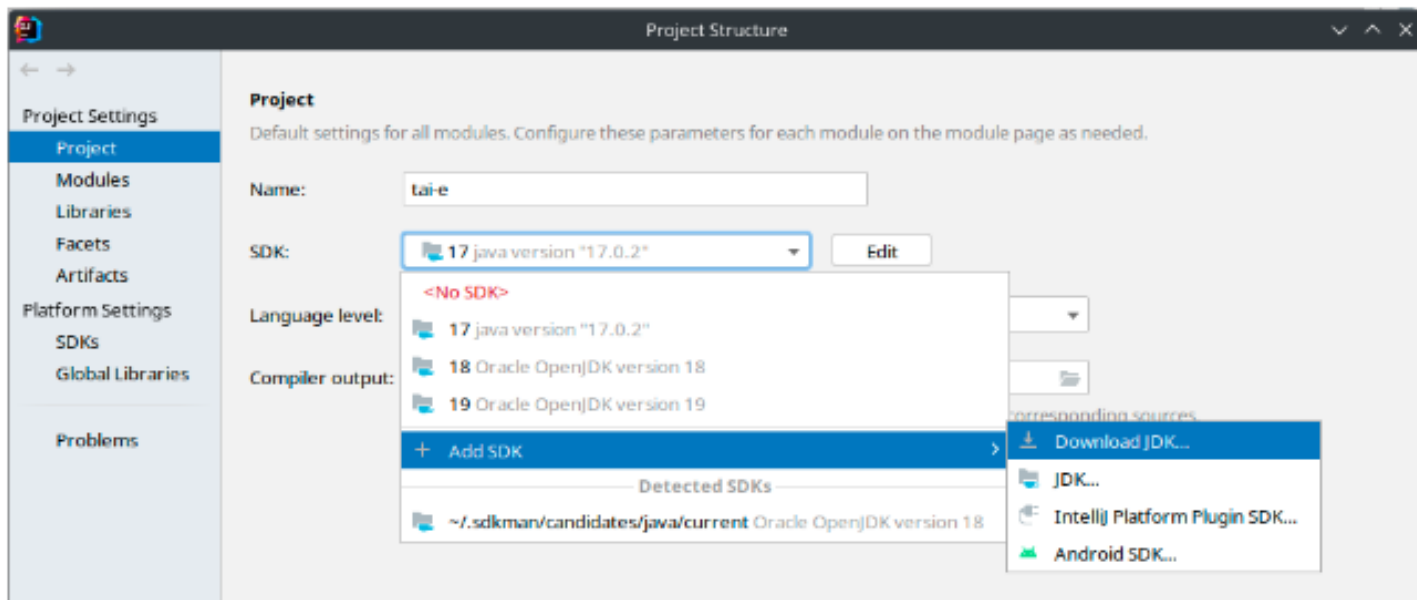 Project Structure
Project Settings
Project
Modules
Libraries
Facets
Artifacts
Platform Settings
SDKs
Global Libraries
Problems
Project
Default settings for all modules. Configure these parameters for each module on the module page as needed.
Name: tai-e
SDK: 17 java version "17.0.2" Edit
<No SDK>
Language level: 17 java version "17.0.2"
18 Oracle OpenJDK version 18
Compiler output: 19 Oracle OpenJDK version 19
corresponding sources.
+ Add SDK >
Detected SDKs
~/.sdkman/candidates/java/current Oracle OpenJDK version 18
Download JDK...
JDK...
IntelliJ Platform Plugin SDK...
Android SDK...